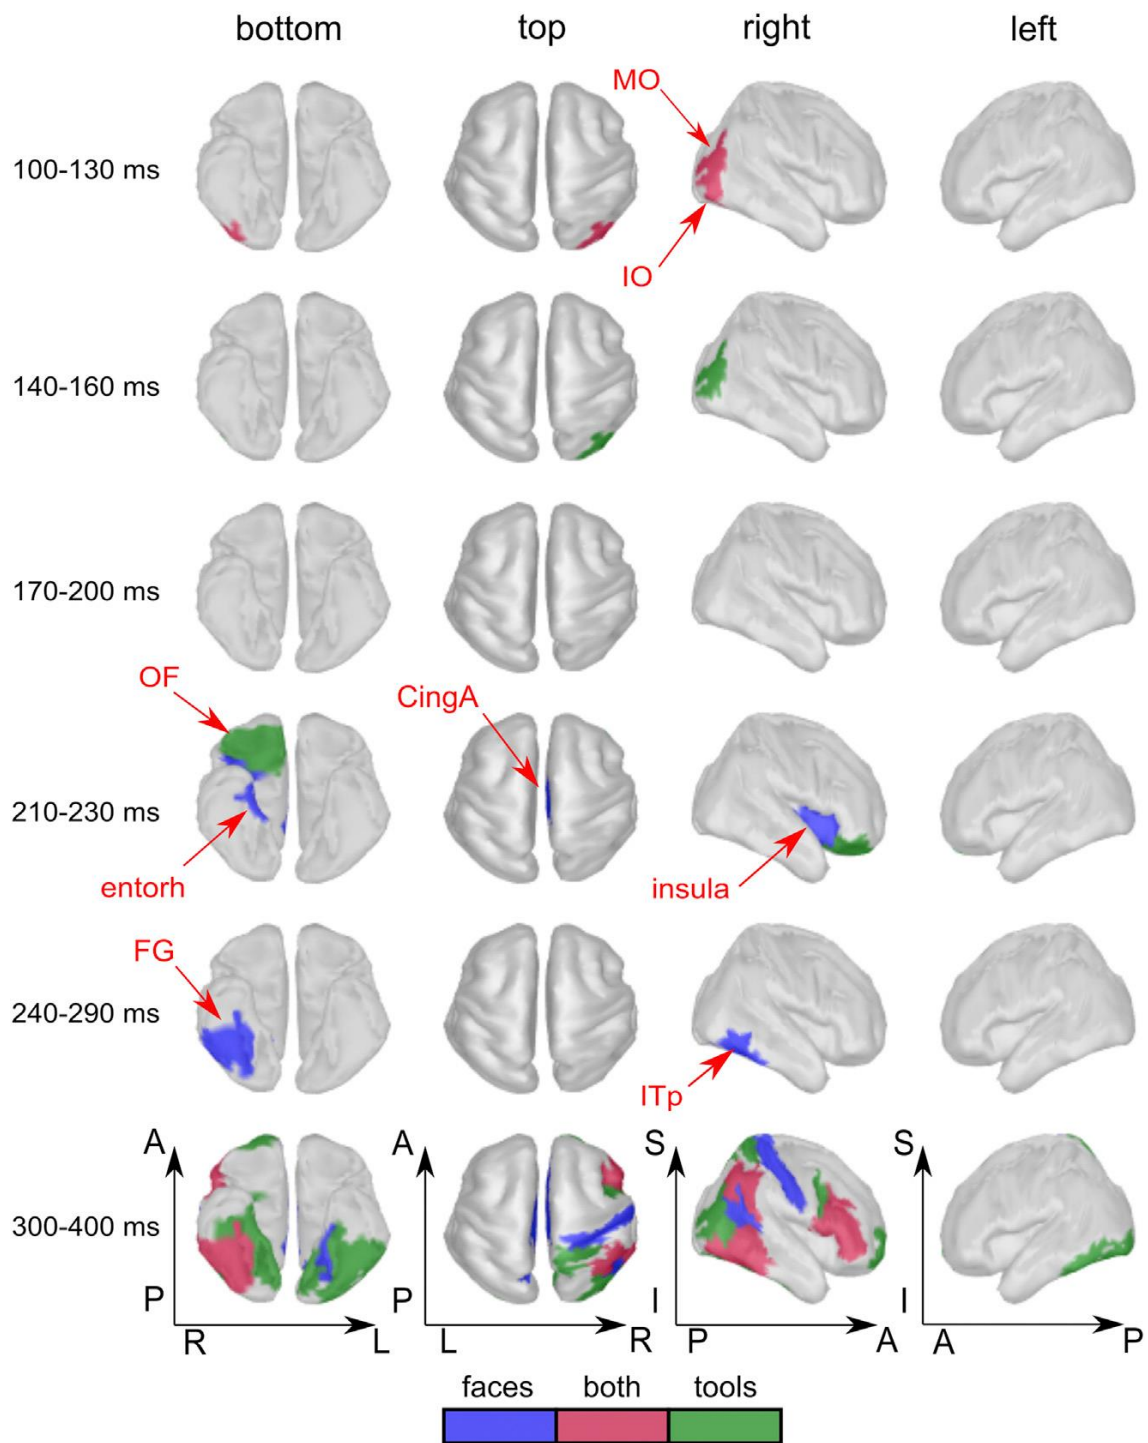 bottom top right left
MO
100-130 ms
IO
140-160 ms
170-200 ms
OF
CingA
210-230 ms
entorh insula
FG
240-290 ms
ITp
A A S S
300-400 ms
P P I I
R L L R P A A P
faces both tools